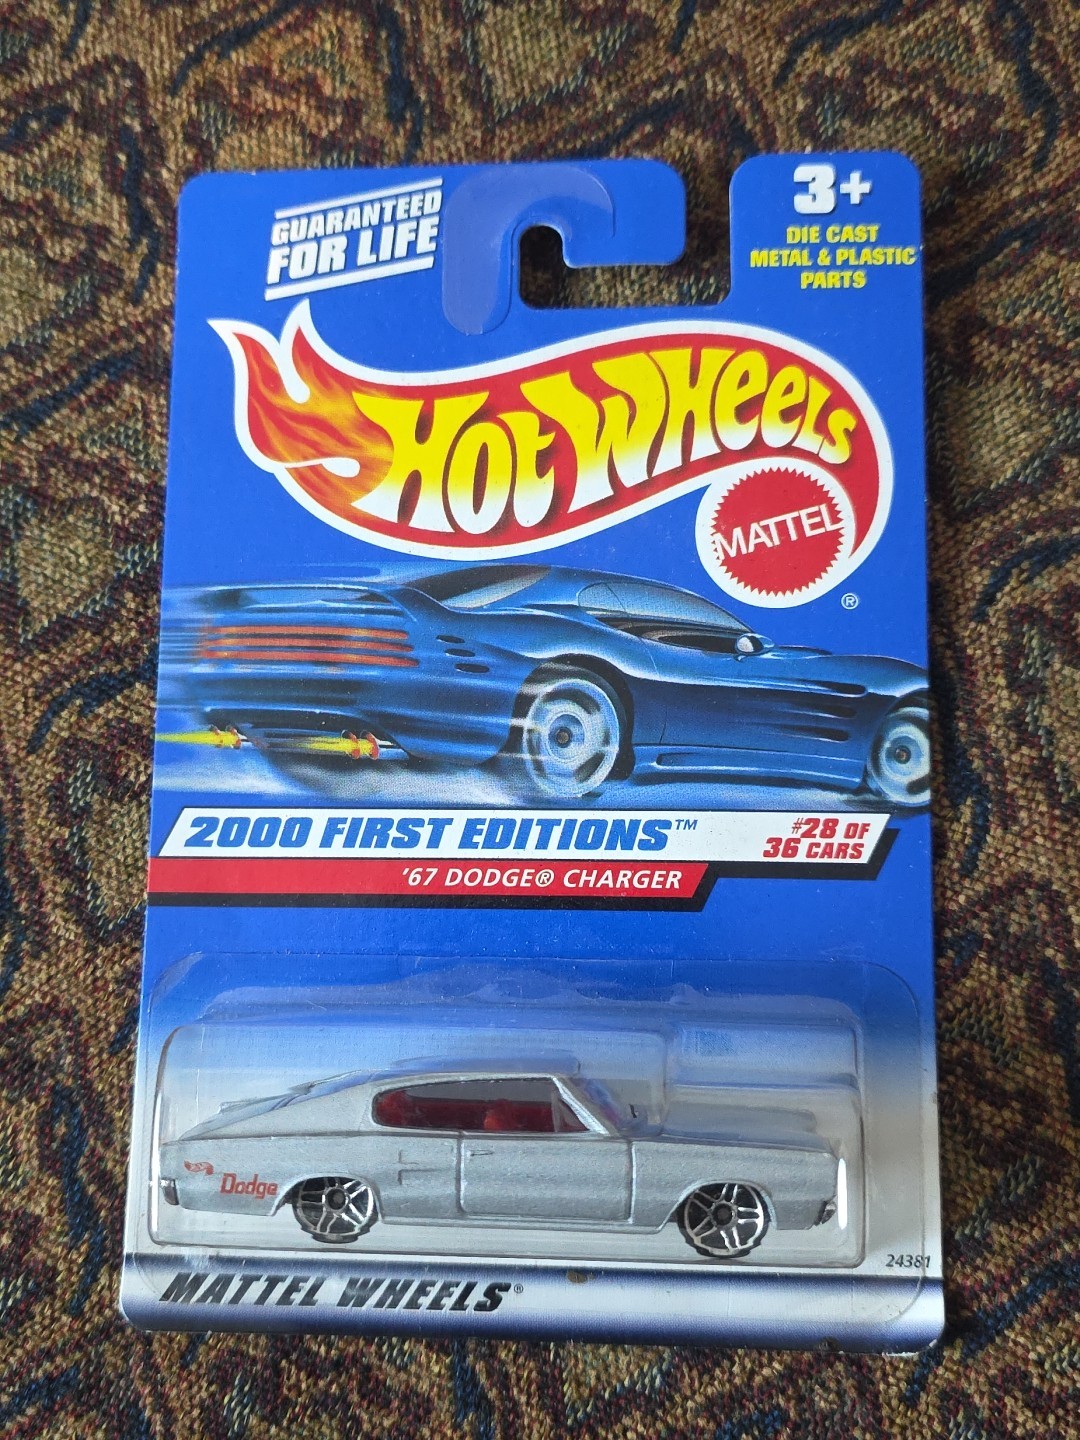 GUARANTEED
FOR LIFE
3+
DIE CAST
METAL & PLASTIC
PARTS
HOT WHEELS
MATTEL
®
2000 FIRST EDITIONS™
#28 OF
36 CARS
'67 DODGE® CHARGER
Dodge
24381
MATTEL WHEELS®